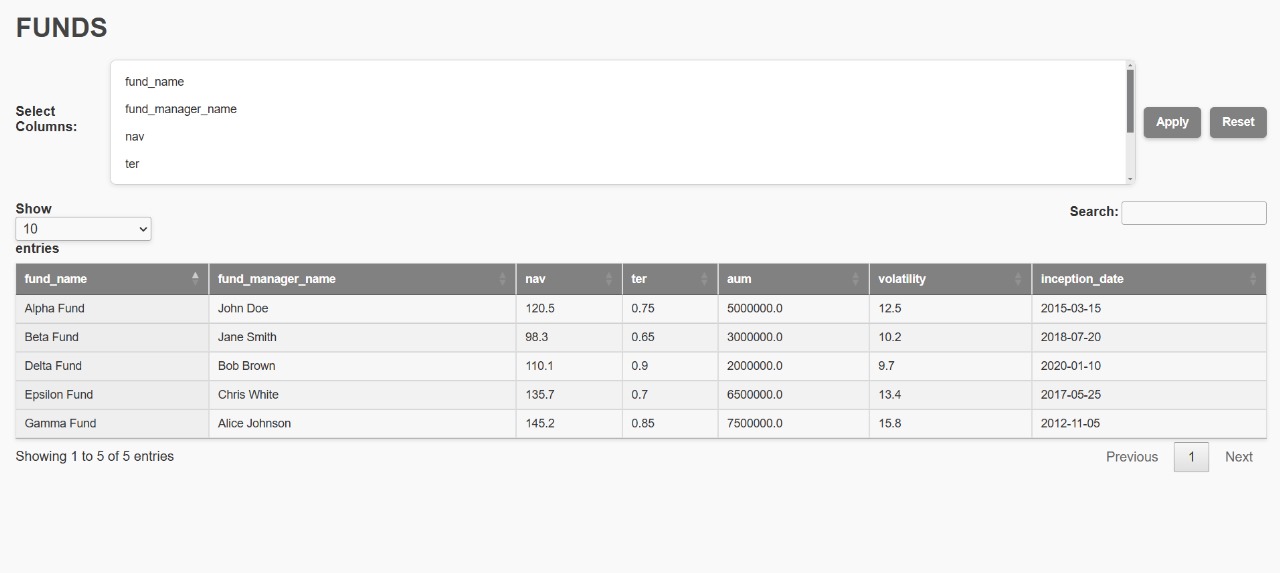 FUNDS
Select
Columns:
fund_name
fund_manager_name
nav
ter
Apply
Reset
Show
10
entries
Search:
fund_name fund_manager_name nav ter aum volatility inception_date
Alpha Fund John Doe 120.5 0.75 5000000.0 12.5 2015-03-15
Beta Fund Jane Smith 98.3 0.65 3000000.0 10.2 2018-07-20
Delta Fund Bob Brown 110.1 0.9 2000000.0 9.7 2020-01-10
Epsilon Fund Chris White 135.7 0.7 6500000.0 13.4 2017-05-25
Gamma Fund Alice Johnson 145.2 0.85 7500000.0 15.8 2012-11-05
Showing 1 to 5 of 5 entries
Previous 1 Next